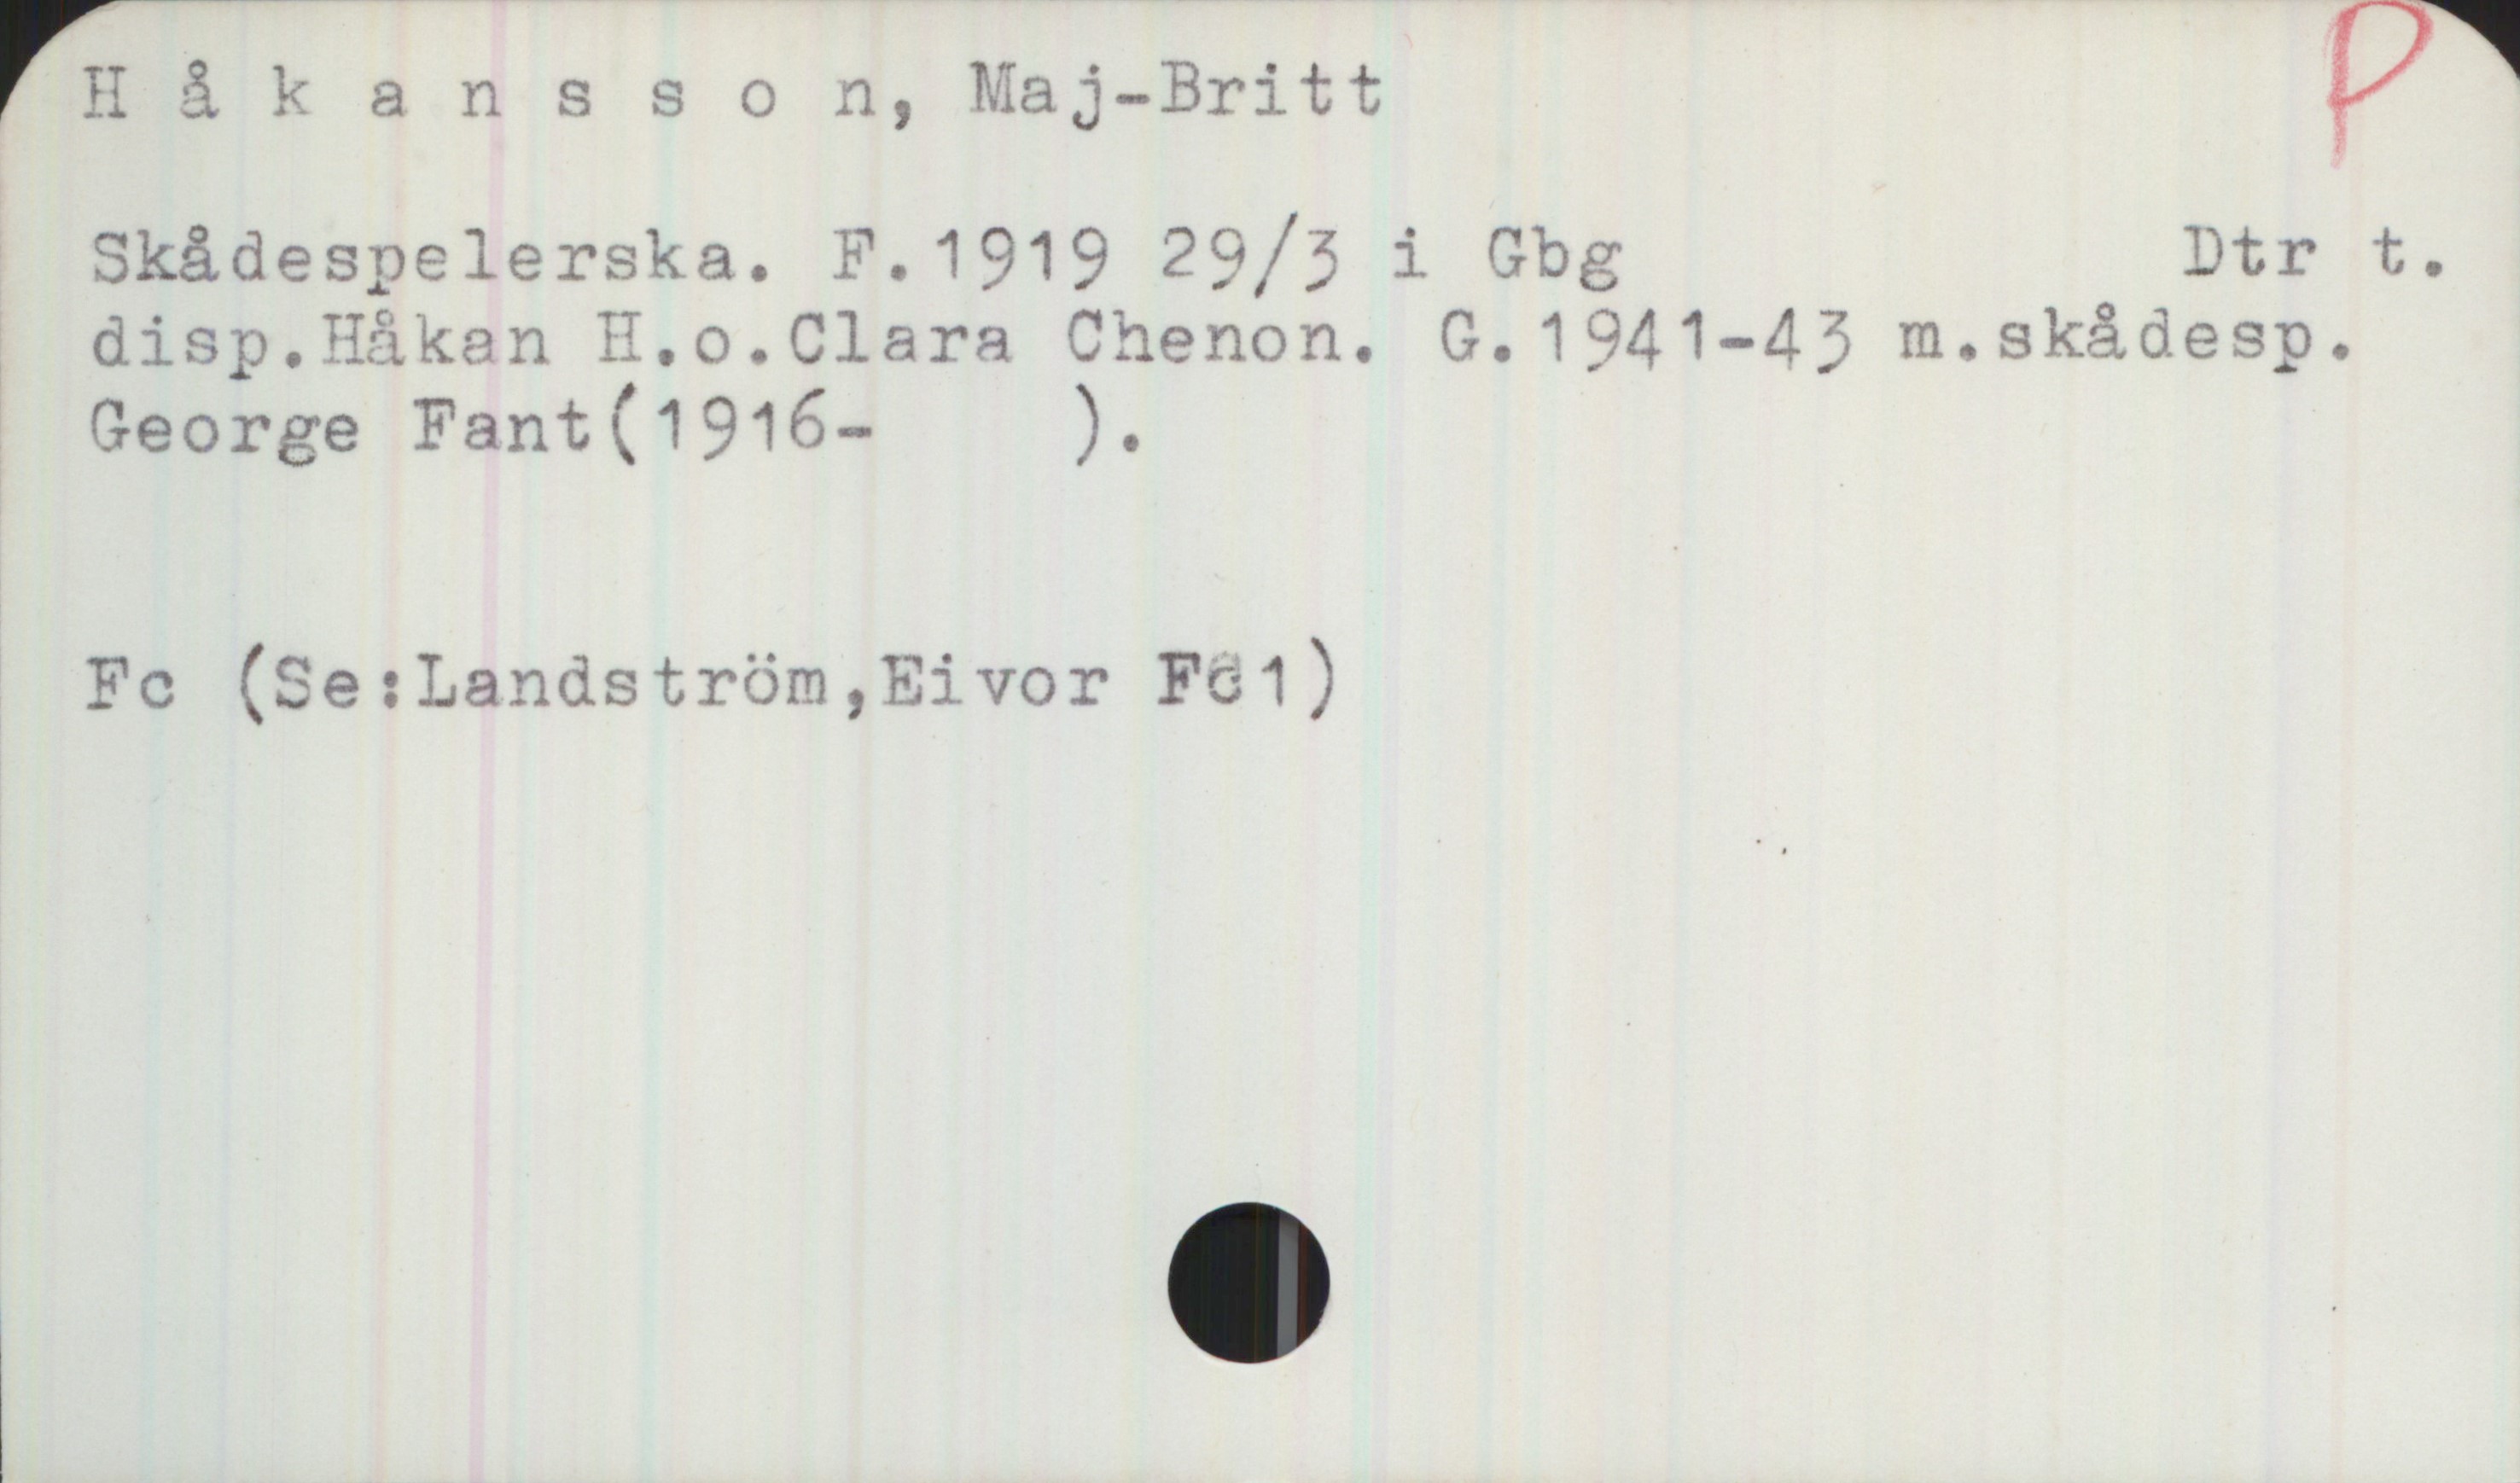 P
H å k a n s s o n, Maj-Britt
Skådespelerska. F.1919 29/3 i Gbg Dtr t.
disp.Håkan H.o.Clara Chenon. G.1941-43 m.skådesp.
George Fant(1916- ).
Fc (Se:Landström,Eivor Fc1)